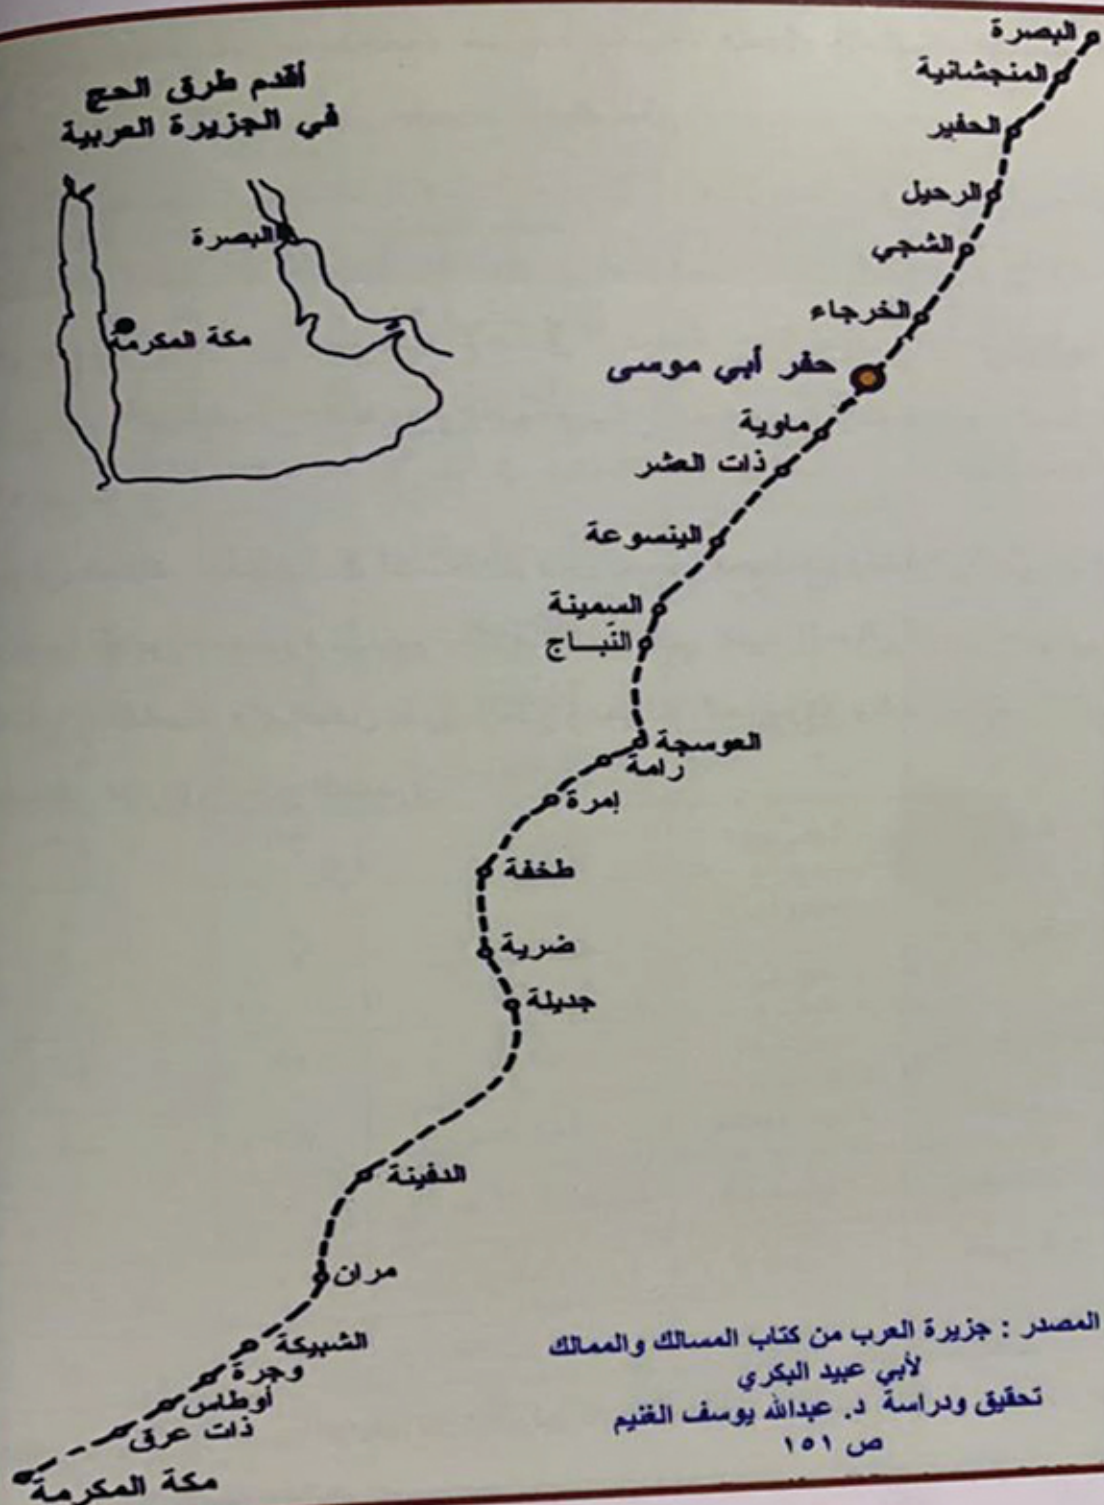 أقدم طرق الحج
في الجزيرة العربية
البصرة
مكة المكرمة
البصرة
المنجشانية
الحفير
الرحيل
الشجي
الخرجاء
حفر أبي موسى
ماوية
ذات العشر
الينسوعة
السمينة
النّباج
العوسجة
رامة
إمرة
طخفة
ضرية
جديلة
الدفينة
مران
الشبيكة
وجرة
أوطاس
ذات عرق
مكة المكرمة
المصدر : جزيرة العرب من كتاب المسالك والممالك
لأبي عبيد البكري
تحقيق ودراسة د. عبدالله يوسف الغنيم
ص ١٥١